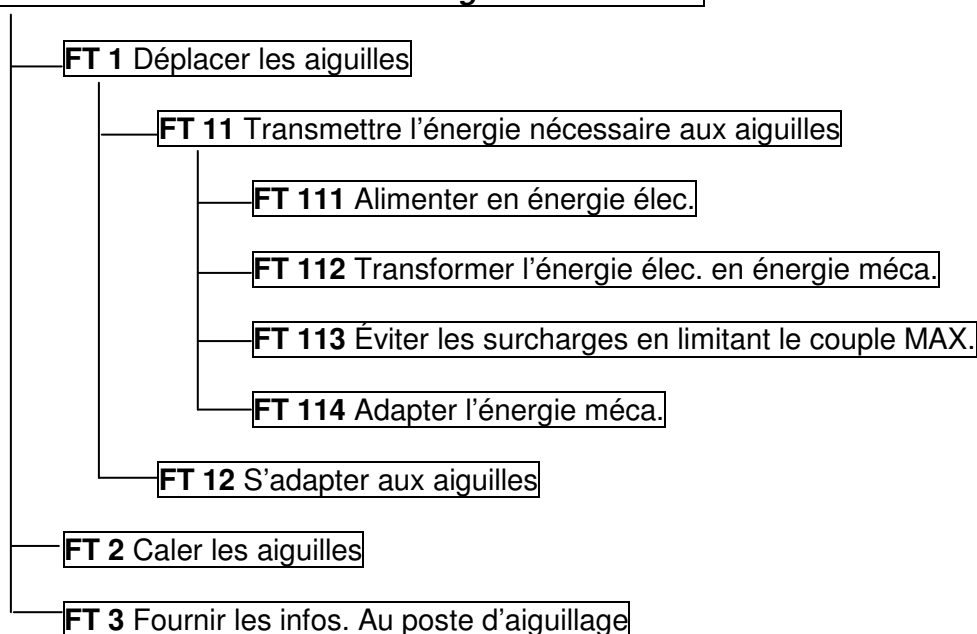 FT 1 Déplacer les aiguilles
FT 11 Transmettre l'énergie nécessaire aux aiguilles
FT 111 Alimenter en énergie élec.
FT 112 Transformer l'énergie élec. en énergie méca.
FT 113 Éviter les surcharges en limitant le couple MAX.
FT 114 Adapter l'énergie méca.
FT 12 S'adapter aux aiguilles
FT 2 Caler les aiguilles
FT 3 Fournir les infos. Au poste d'aiguillage